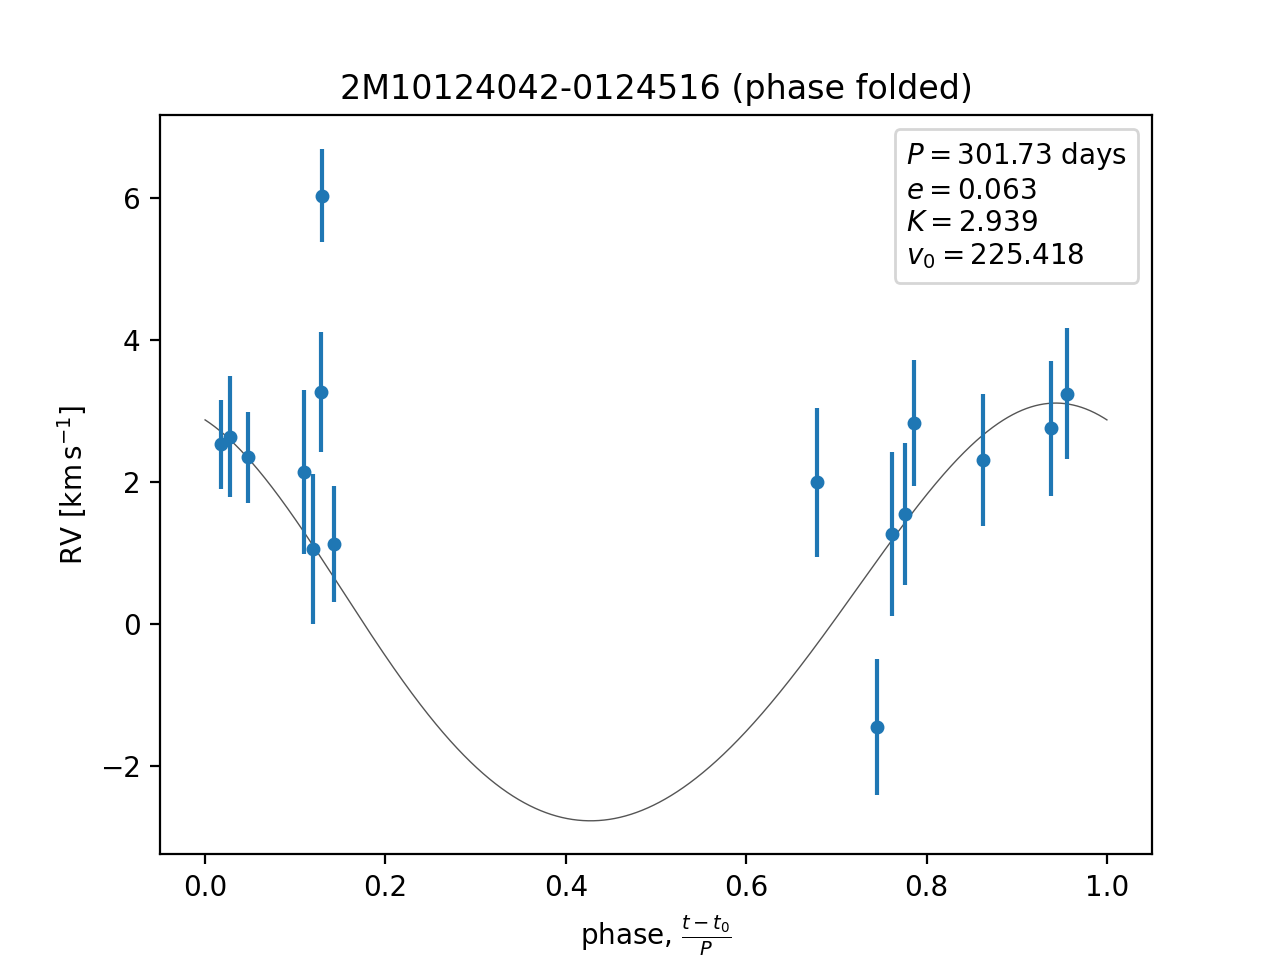 2M10124042-0124516 (phase folded)
P = 301.73 days
e = 0.063
K = 2.939
v₀ = 225.418
6
4
2
0
−2
RV [km s⁻¹]
0.0 0.2 0.4 0.6 0.8 1.0
phase, (t − t₀)/P